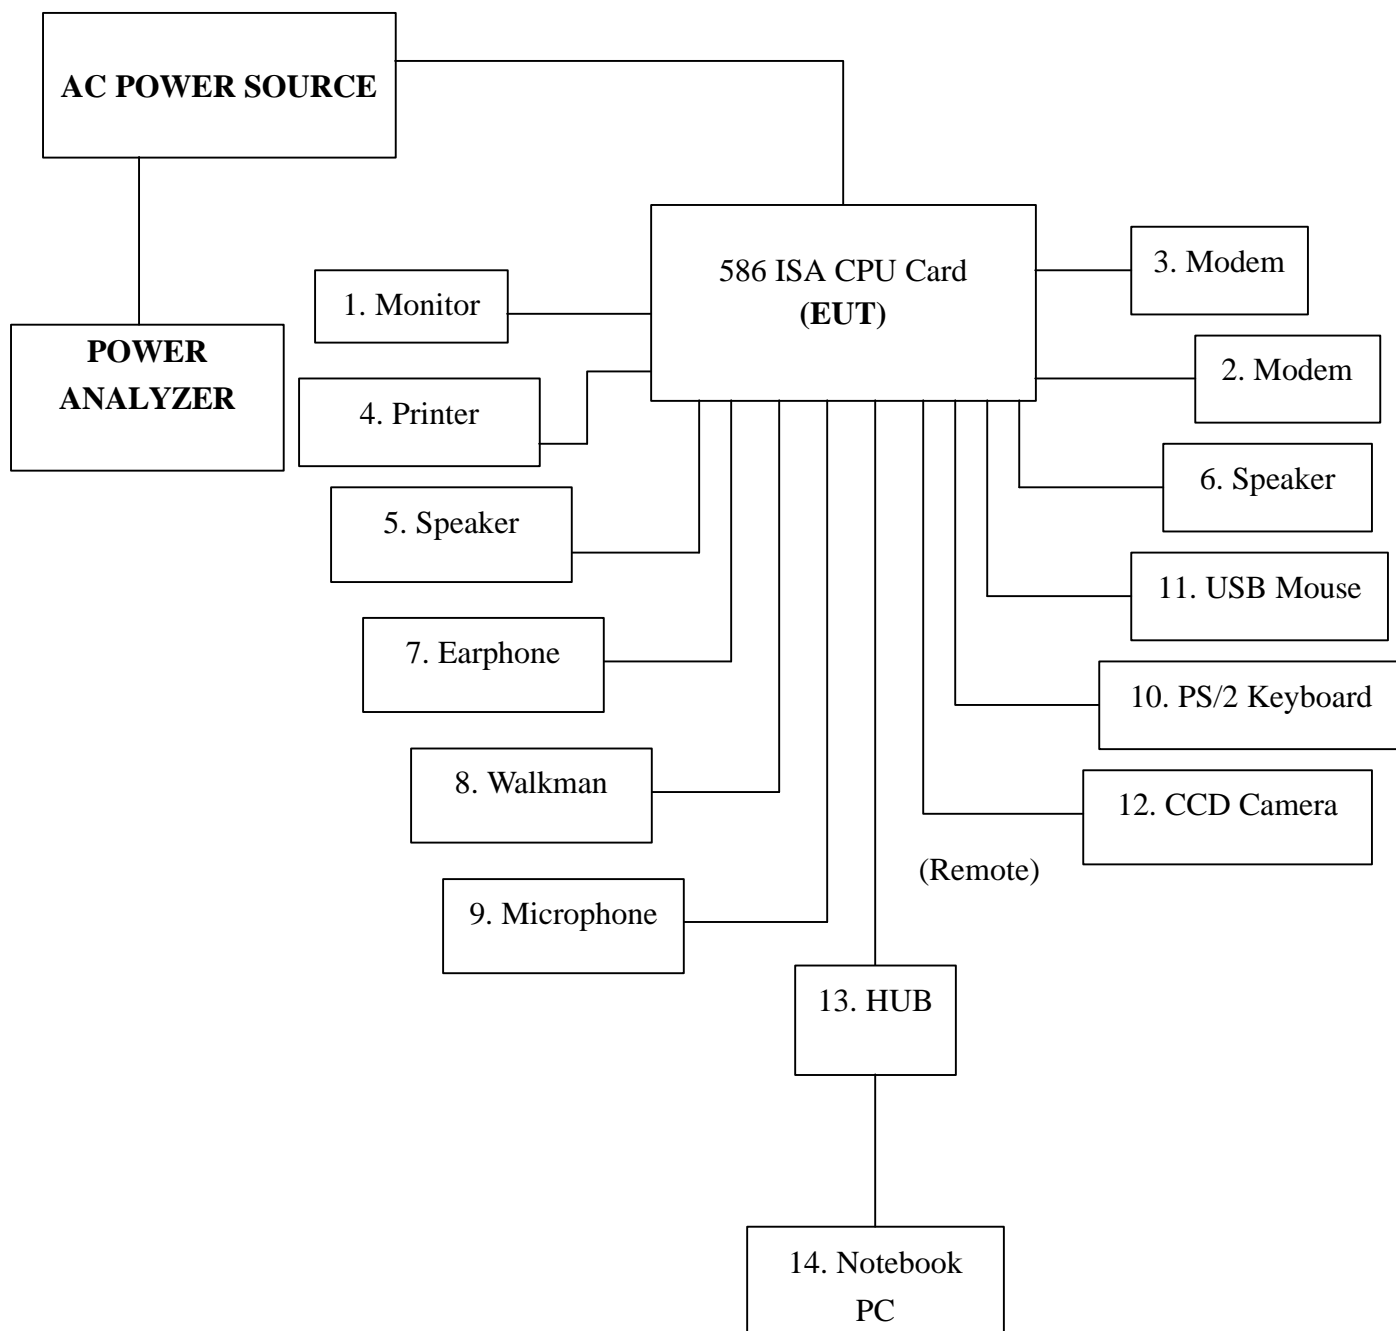 AC POWER SOURCE
586 ISA CPU Card
(EUT)
3. Modem
1. Monitor
POWER
ANALYZER
2. Modem
4. Printer
6. Speaker
5. Speaker
11. USB Mouse
7. Earphone
10. PS/2 Keyboard
8. Walkman
12. CCD Camera
(Remote)
9. Microphone
13. HUB
14. Notebook
PC